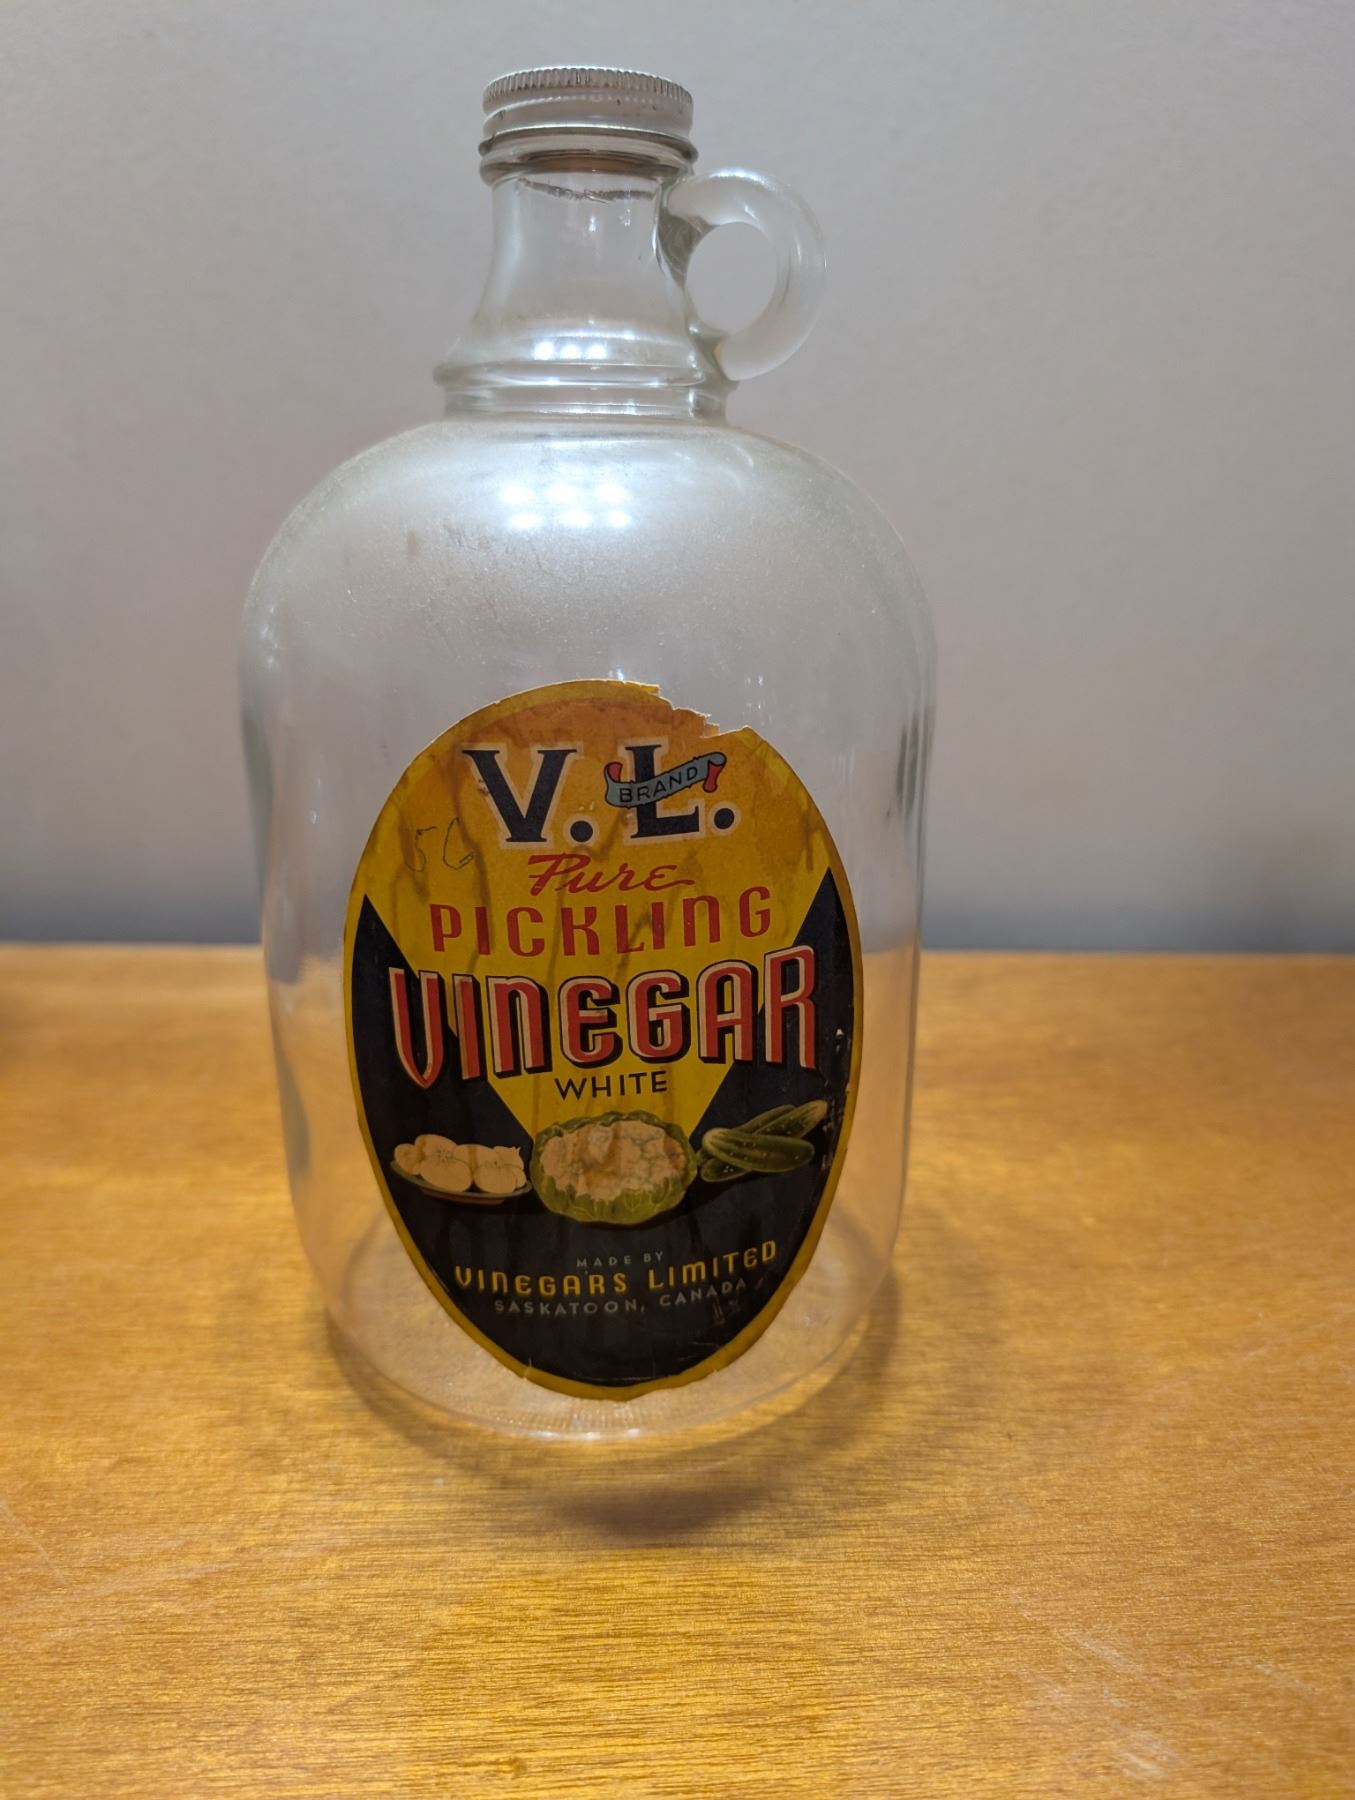 V. L.
BRAND
Pure
PICKLING
VINEGAR
WHITE
MADE BY
VINEGARS LIMITED
SASKATOON, CANADA